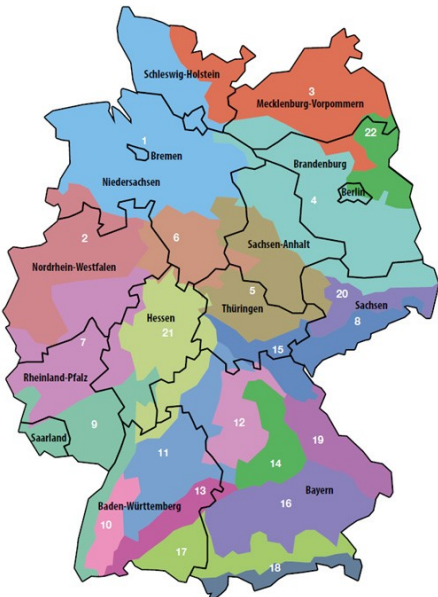 Schleswig-Holstein
3
Mecklenburg-Vorpommern
22
1
Bremen
Brandenburg
Niedersachsen
Berlin
4
2
6
Sachsen-Anhalt
Nordrhein-Westfalen
5
20
Sachsen
Thüringen
Hessen
8
21
7
15
Rheinland-Pfalz
12
9
19
Saarland
11
14
13
Bayern
Baden-Württemberg
16
10
17
18